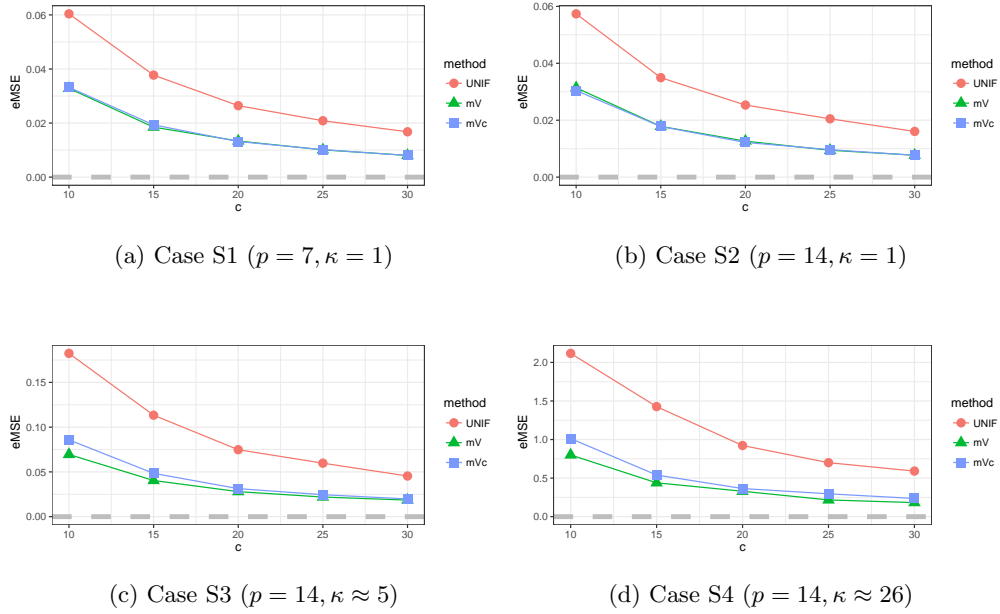 0.06
0.04
0.02
0.00
eMSE
10 15 20 25 30
c
method
UNIF
mV
mVc
(a) Case S1 (p = 7, κ = 1)
0.06
0.04
0.02
0.00
eMSE
10 15 20 25 30
c
method
UNIF
mV
mVc
(b) Case S2 (p = 14, κ = 1)
0.15
0.10
0.05
0.00
eMSE
10 15 20 25 30
c
method
UNIF
mV
mVc
(c) Case S3 (p = 14, κ ≈ 5)
2.0
1.5
1.0
0.5
0.0
eMSE
10 15 20 25 30
c
method
UNIF
mV
mVc
(d) Case S4 (p = 14, κ ≈ 26)